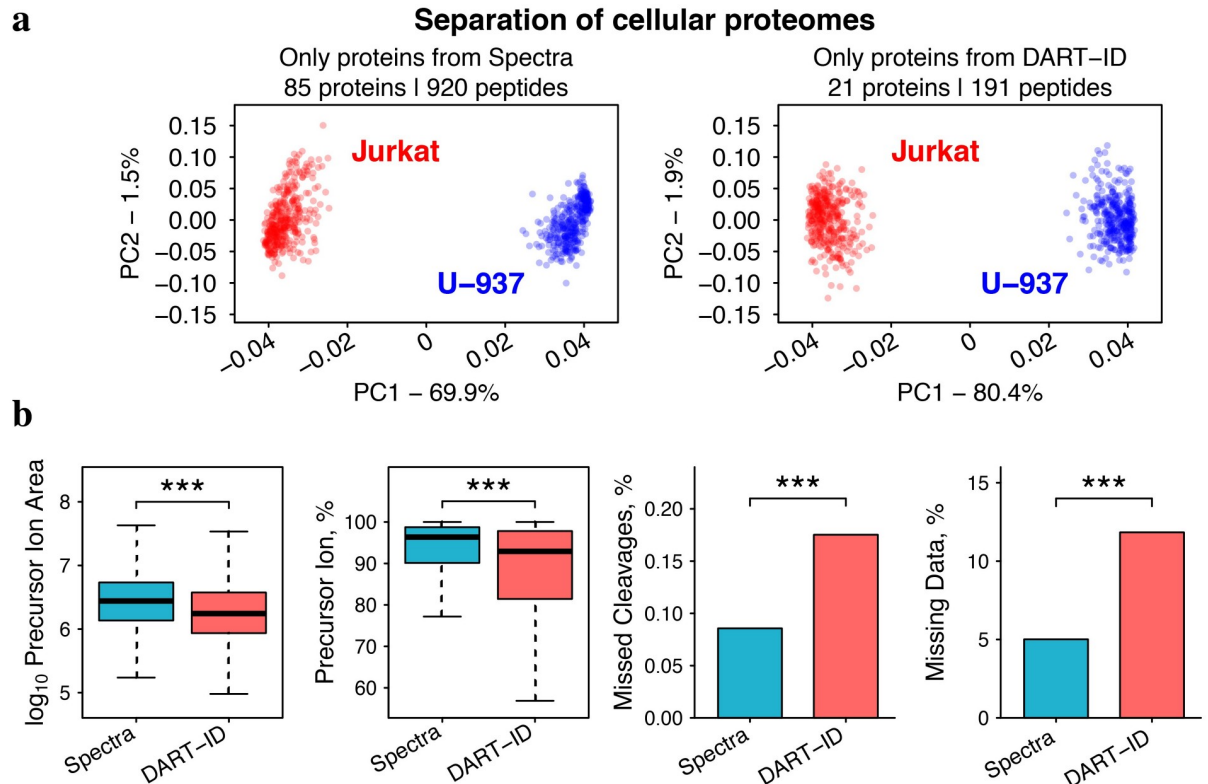 a
Separation of cellular proteomes
Only proteins from Spectra
85 proteins | 920 peptides
PC2 − 1.5%
0.15
0.10
0.05
0.00
−0.05
−0.10
−0.15
Jurkat
U−937
−0.04
−0.02
0
0.02
0.04
PC1 − 69.9%
Only proteins from DART−ID
21 proteins | 191 peptides
PC2 − 1.9%
0.15
0.10
0.05
0.00
−0.05
−0.10
−0.15
Jurkat
U−937
−0.04
−0.02
0
0.02
0.04
PC1 − 80.4%
b
log10 Precursor Ion Area
8
7
6
5
***
Spectra
DART−ID
Precursor Ion, %
100
90
80
70
60
***
Spectra
DART−ID
Missed Cleavages, %
0.20
0.15
0.10
0.05
0.00
***
Spectra
DART−ID
Missing Data, %
15
10
5
0
***
Spectra
DART−ID